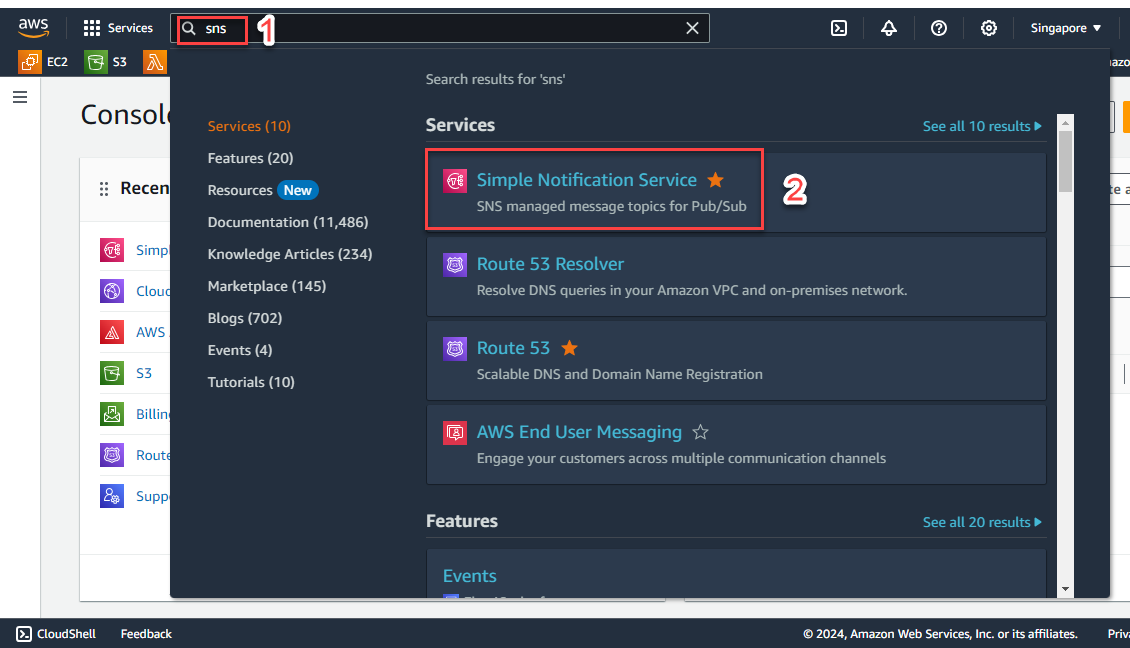 aws
Services
sns
1
Singapore
EC2
S3
Search results for 'sns'
Services (10)
Features (20)
Resources New
Documentation (11,486)
Knowledge Articles (234)
Marketplace (145)
Blogs (702)
Events (4)
Tutorials (10)
Services
See all 10 results
Simple Notification Service
SNS managed message topics for Pub/Sub
2
Route 53 Resolver
Resolve DNS queries in your Amazon VPC and on-premises network.
Route 53
Scalable DNS and Domain Name Registration
AWS End User Messaging
Engage your customers across multiple communication channels
Features
See all 20 results
Events
Consol
Recen
Simpl
Cloud
AWS
S3
Billing
Route
Suppo
CloudShell
Feedback
© 2024, Amazon Web Services, Inc. or its affiliates.
Priva